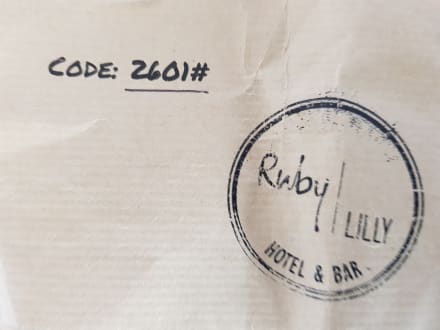 CODE: 2601#
Ruby
LILLY
HOTEL & BAR